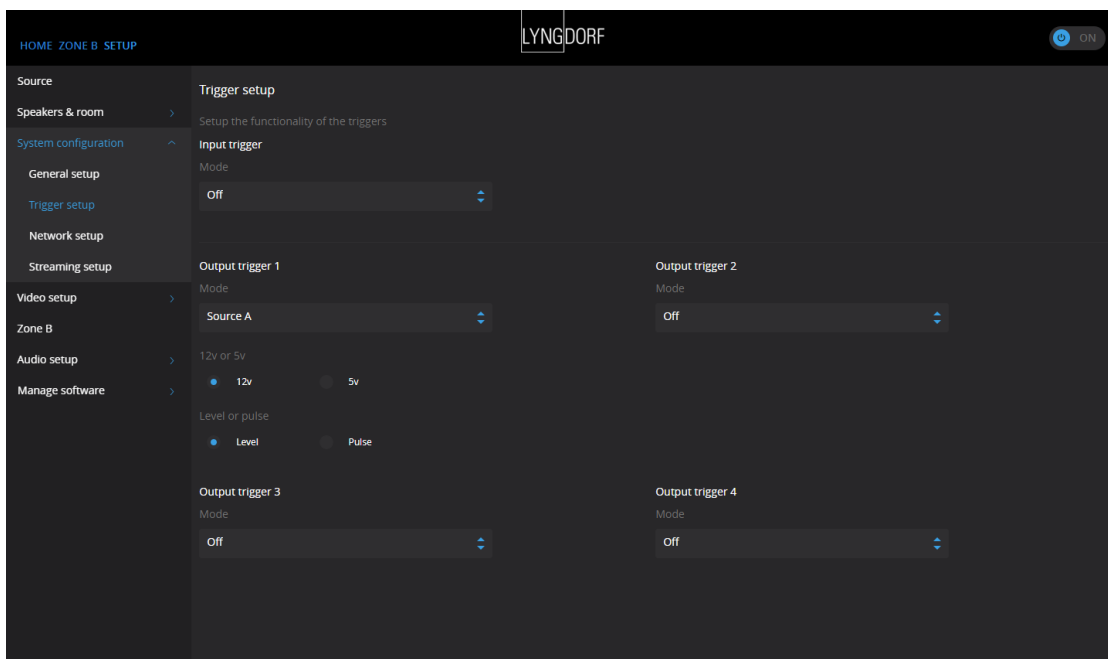 LYNGDORF
HOME ZONE B SETUP
ON
Source
Speakers & room
System configuration
General setup
Trigger setup
Network setup
Streaming setup
Video setup
Zone B
Audio setup
Manage software
Trigger setup
Setup the functionality of the triggers
Input trigger
Mode
Off
Output trigger 1
Mode
Source A
12v or 5v
12v 5v
Level or pulse
Level Pulse
Output trigger 2
Mode
Off
Output trigger 3
Mode
Off
Output trigger 4
Mode
Off